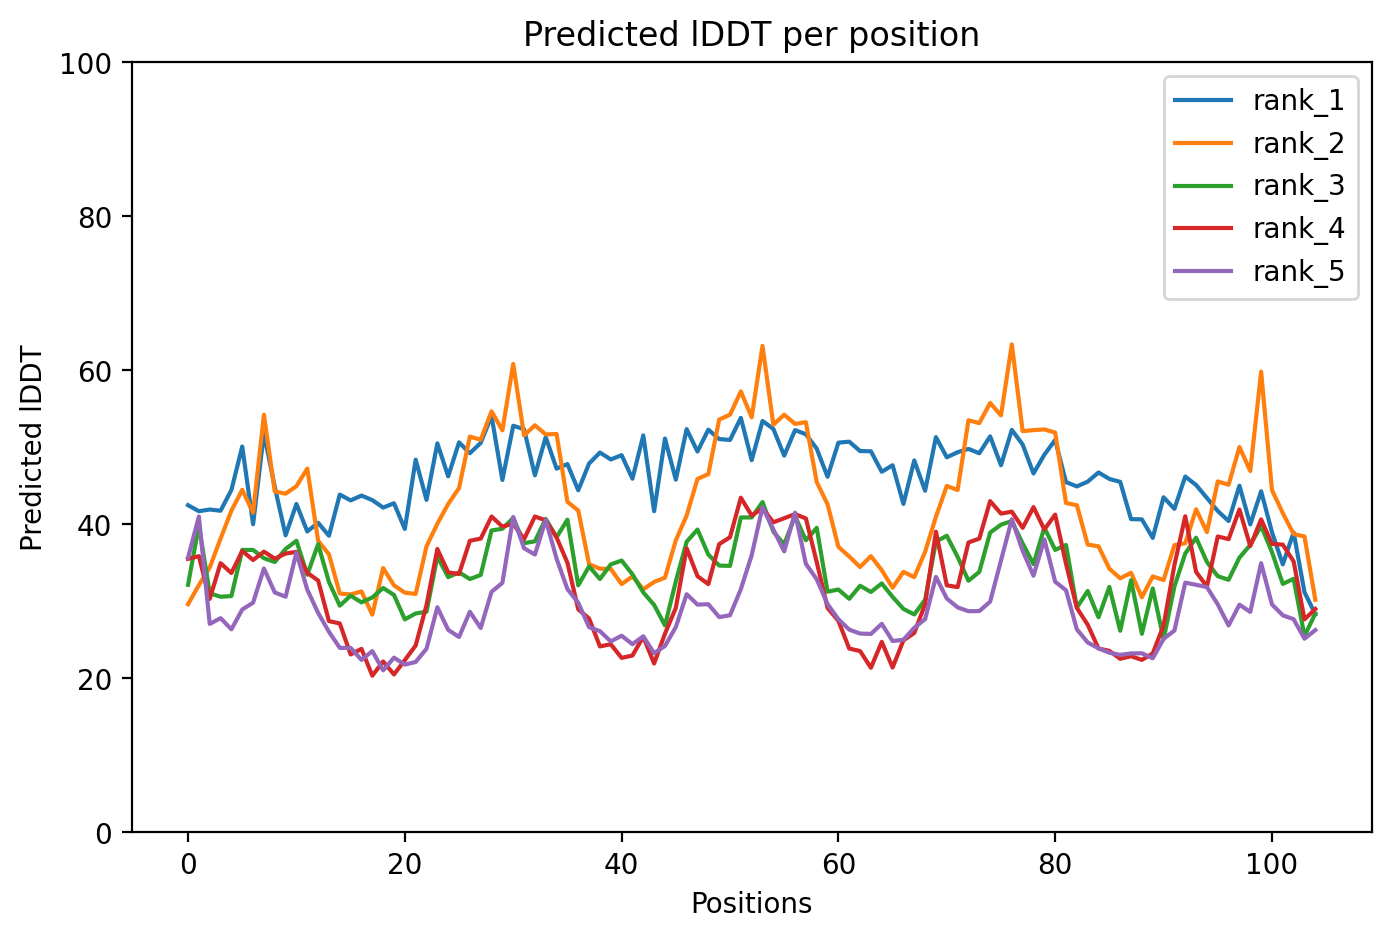 Predicted lDDT per position
100
80
60
40
20
0
Predicted lDDT
0 20 40 60 80 100
Positions
rank_1
rank_2
rank_3
rank_4
rank_5